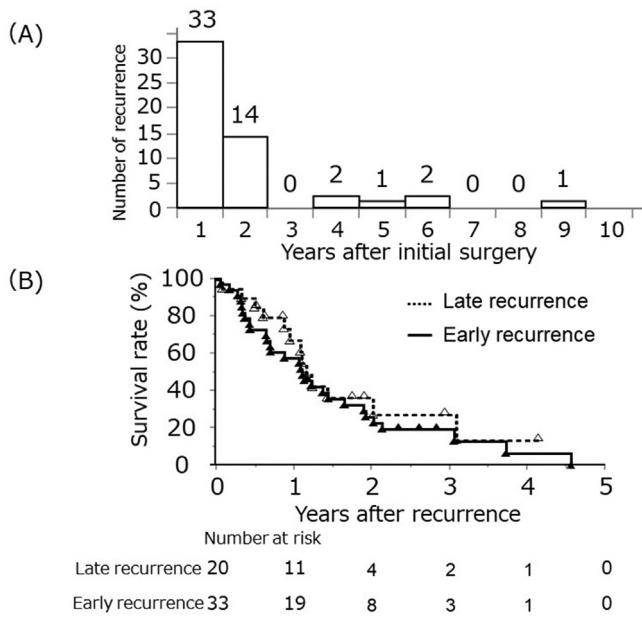 (A)
33
14
0
2
1
2
0
0
1
Number of recurrence
30
25
20
15
10
5
0
1 2 3 4 5 6 7 8 9 10
Years after initial surgery
(B)
Survival rate (%)
100
80
60
40
20
0
Late recurrence
Early recurrence
0 1 2 3 4 5
Years after recurrence
Number at risk
Late recurrence 20 11 4 2 1 0
Early recurrence 33 19 8 3 1 0